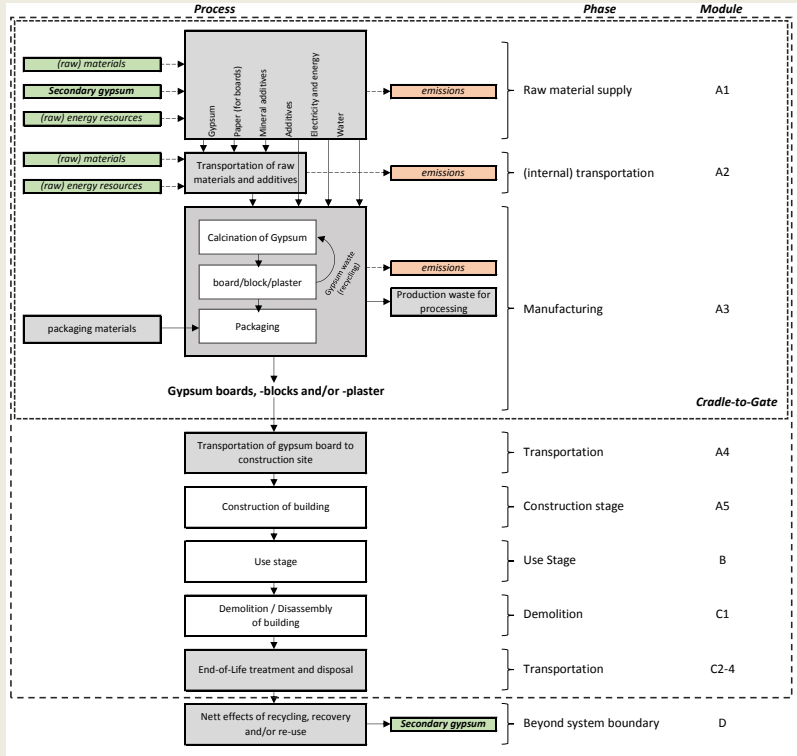 Process Phase Module
(raw) materials
Secondary gypsum
(raw) energy resources
Gypsum
Paper (for boards)
Mineral additives
Additives
Electricity and energy
Water
emissions
Raw material supply
A1
(raw) materials
(raw) energy resources
Transportation of raw
materials and additives
emissions
(internal) transportation
A2
Calcination of Gypsum
board/block/plaster
Packaging
Gypsum waste
(recycling)
packaging materials
emissions
Production waste for
processing
Manufacturing
A3
Gypsum boards, -blocks and/or -plaster
Cradle-to-Gate
Transportation of gypsum board to
construction site
Transportation
A4
Construction of building
Construction stage
A5
Use stage
Use Stage
B
Demolition / Disassembly
of building
Demolition
C1
End-of-Life treatment and disposal
Transportation
C2-4
Nett effects of recycling, recovery
and/or re-use
Secondary gypsum
Beyond system boundary
D